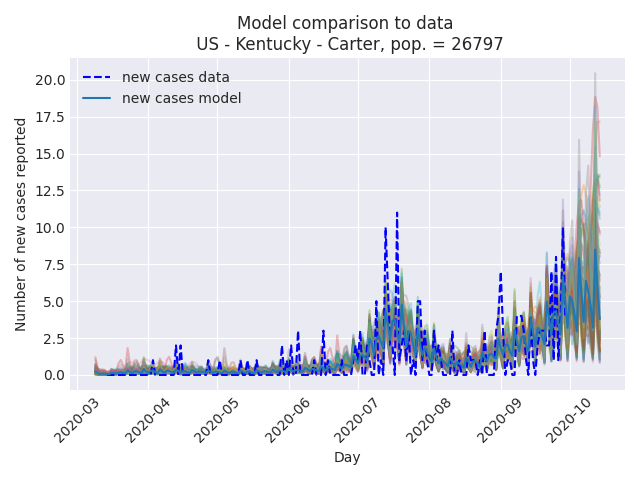 Model comparison to data
US - Kentucky - Carter, pop. = 26797
new cases data
new cases model
Number of new cases reported
20.0
17.5
15.0
12.5
10.0
7.5
5.0
2.5
0.0
2020-03
2020-04
2020-05
2020-06
2020-07
2020-08
2020-09
2020-10
Day